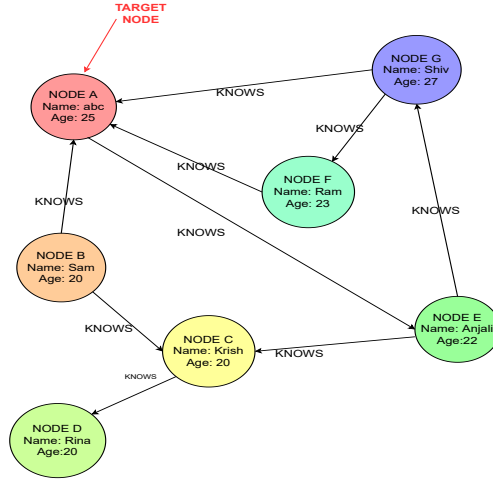 TARGET
NODE
NODE A
Name: abc
Age: 25
NODE G
Name: Shiv
Age: 27
KNOWS
KNOWS
NODE F
Name: Ram
Age: 23
KNOWS
KNOWS
KNOWS
KNOWS
NODE B
Name: Sam
Age: 20
NODE E
Name: Anjali
Age:22
KNOWS
NODE C
Name: Krish
Age: 20
KNOWS
KNOWS
NODE D
Name: Rina
Age:20